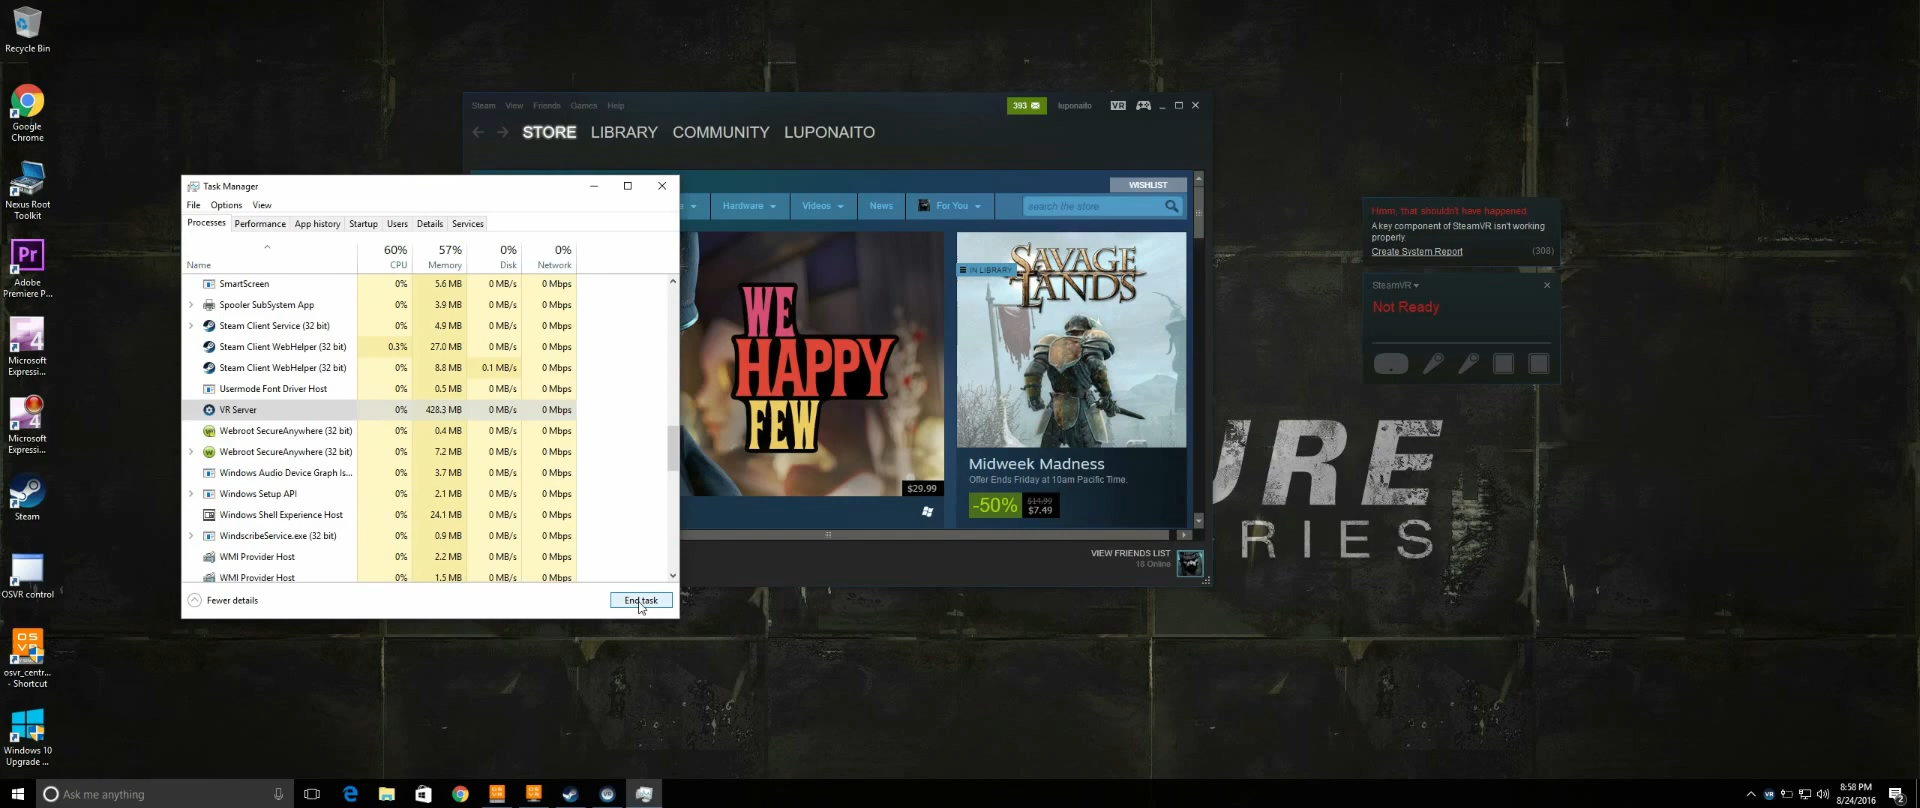 Recycle Bin
Google
Chrome
Nexus Root
Toolkit
Pr
Adobe
Premiere P...
4
Microsoft
Expressi...
4
Microsoft
Expressi...
Steam
OSVR control
OS
VR
osvr_centr...
- Shortcut
Windows 10
Upgrade ...
Steam View Friends Games Help
393
luponaito
VR
STORE LIBRARY COMMUNITY LUPONAITO
WISHLIST
Hardware Videos News For You
search the store
WE
HAPPY
FEW
$29.99
IN LIBRARY
SAVAGE
LANDS
Midweek Madness
Offer Ends Friday at 10am Pacific Time.
-50%
$14.99
$7.49
VIEW FRIENDS LIST
18 Online
Task Manager
File Options View
Processes Performance App history Startup Users Details Services
60% 57% 0% 0%
Name CPU Memory Disk Network
SmartScreen 0% 5.6 MB 0 MB/s 0 Mbps
Spooler SubSystem App 0% 3.9 MB 0 MB/s 0 Mbps
Steam Client Service (32 bit) 0% 4.9 MB 0 MB/s 0 Mbps
Steam Client WebHelper (32 bit) 0.3% 27.0 MB 0 MB/s 0 Mbps
Steam Client WebHelper (32 bit) 0% 8.8 MB 0.1 MB/s 0 Mbps
Usermode Font Driver Host 0% 0.5 MB 0 MB/s 0 Mbps
VR Server 0% 428.3 MB 0 MB/s 0 Mbps
Webroot SecureAnywhere (32 bit) 0% 0.4 MB 0 MB/s 0 Mbps
Webroot SecureAnywhere (32 bit) 0% 7.2 MB 0 MB/s 0 Mbps
Windows Audio Device Graph Is... 0% 3.7 MB 0 MB/s 0 Mbps
Windows Setup API 0% 2.1 MB 0 MB/s 0 Mbps
Windows Shell Experience Host 0% 24.1 MB 0 MB/s 0 Mbps
WindscribeService.exe (32 bit) 0% 0.9 MB 0 MB/s 0 Mbps
WMI Provider Host 0% 2.2 MB 0 MB/s 0 Mbps
WMI Provider Host 0% 1.5 MB 0 MB/s 0 Mbps
Fewer details
End task
Hmm, that shouldn't have happened.
A key component of SteamVR isn't working
properly.
Create System Report (308)
SteamVR
Not Ready
URE
RIES
Ask me anything
8:58 PM
8/24/2016
2